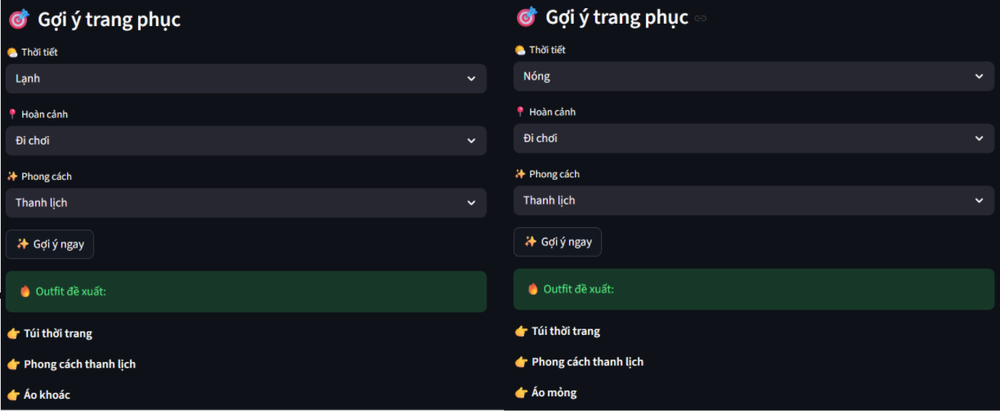 🎯 Gợi ý trang phục
🌤️ Thời tiết
Lạnh
📍 Hoàn cảnh
Đi chơi
✨ Phong cách
Thanh lịch
✨ Gợi ý ngay
🔥 Outfit đề xuất:
👉 Túi thời trang
👉 Phong cách thanh lịch
👉 Áo khoác
🎯 Gợi ý trang phục
🌤️ Thời tiết
Nóng
📍 Hoàn cảnh
Đi chơi
✨ Phong cách
Thanh lịch
✨ Gợi ý ngay
🔥 Outfit đề xuất:
👉 Túi thời trang
👉 Phong cách thanh lịch
👉 Áo mỏng